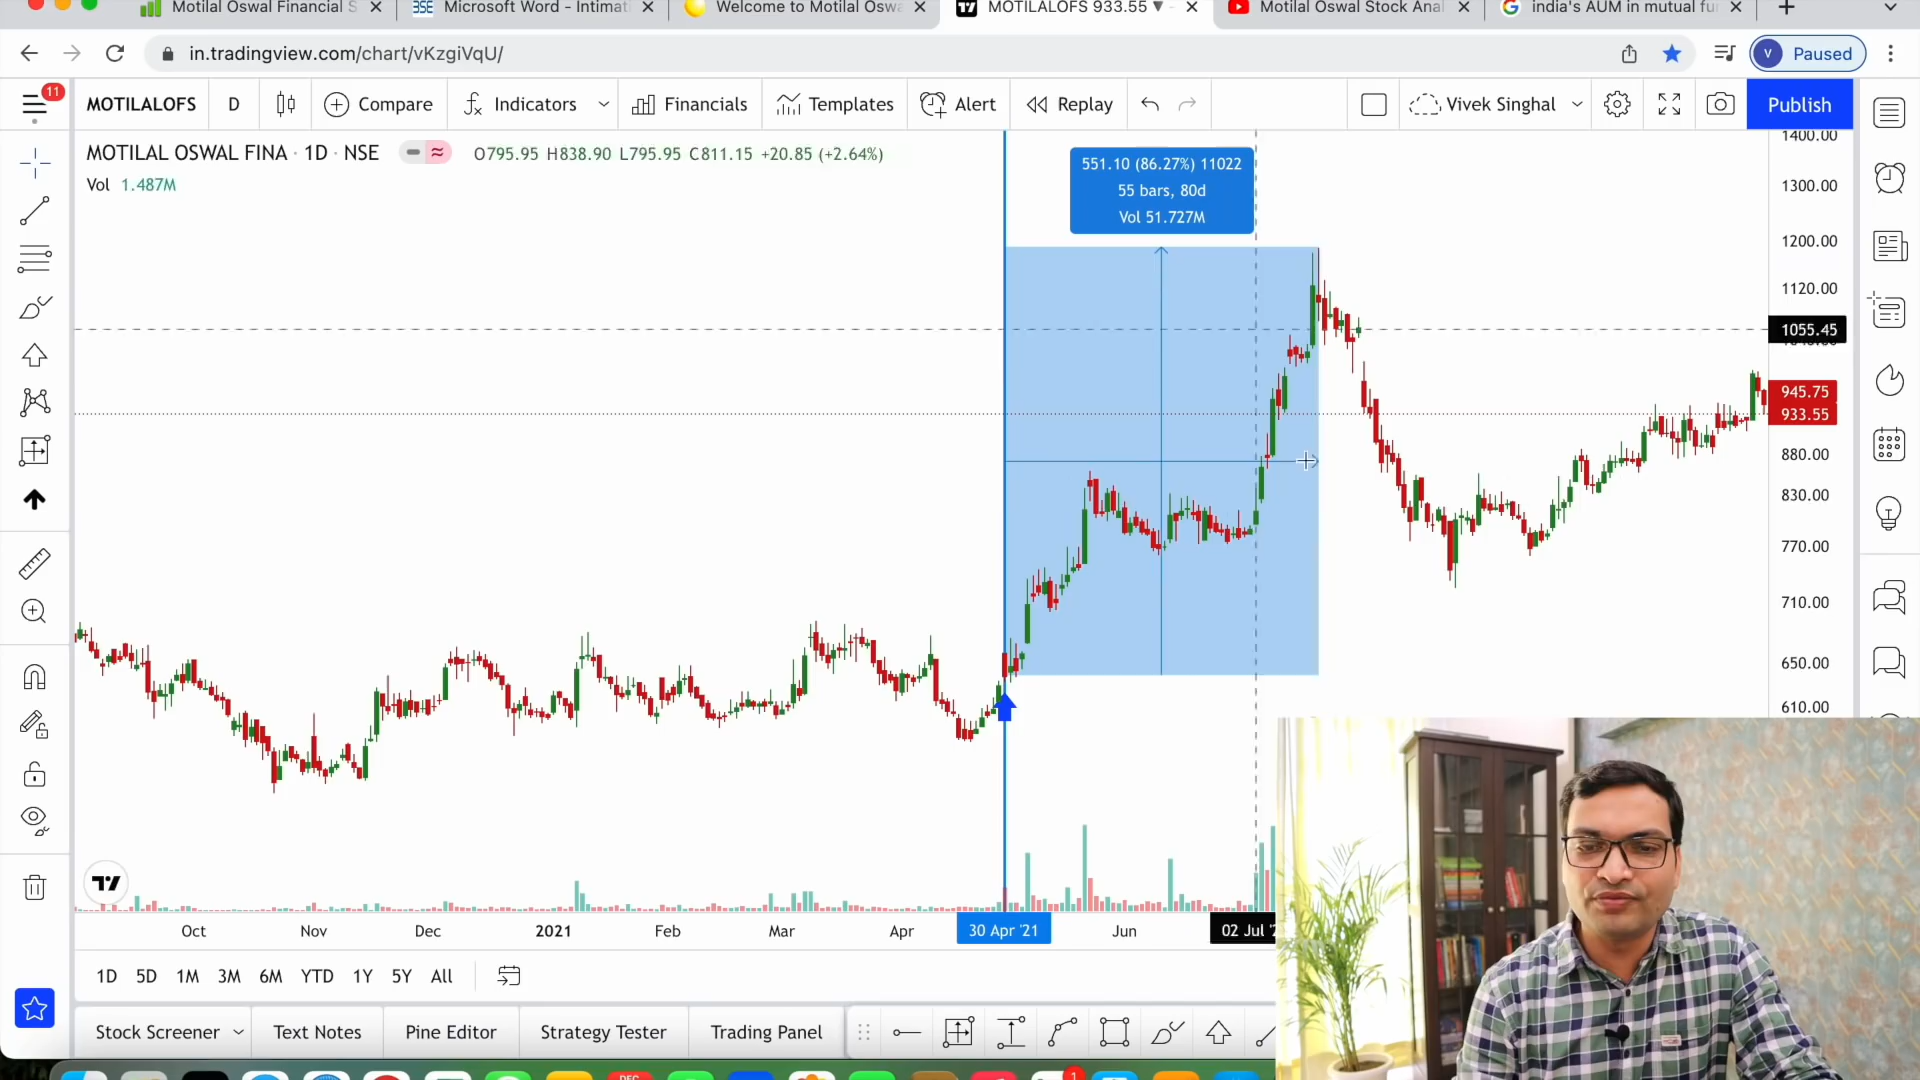 Motilal Oswal Financial S
Microsoft Word - Intimati
Welcome to Motilal Oswa
MOTILALOFS 933.55 ▼
Motilal Oswal Stock Anal
india's AUM in mutual fu
in.tradingview.com/chart/vKzgiVqU/
V Paused
11
MOTILALOFS D Compare Indicators Financials Templates Alert Replay Vivek Singhal Publish
MOTILAL OSWAL FINA · 1D · NSE O795.95 H838.90 L795.95 C811.15 +20.85 (+2.64%)
Vol 1.487M
551.10 (86.27%) 11022
55 bars, 80d
Vol 51.727M
1400.00
1300.00
1200.00
1120.00
1055.45
945.75
933.55
880.00
830.00
770.00
710.00
650.00
610.00
Oct Nov Dec 2021 Feb Mar Apr 30 Apr '21 Jun 02 Jul '2
1D 5D 1M 3M 6M YTD 1Y 5Y All
Stock Screener Text Notes Pine Editor Strategy Tester Trading Panel
DEC
1